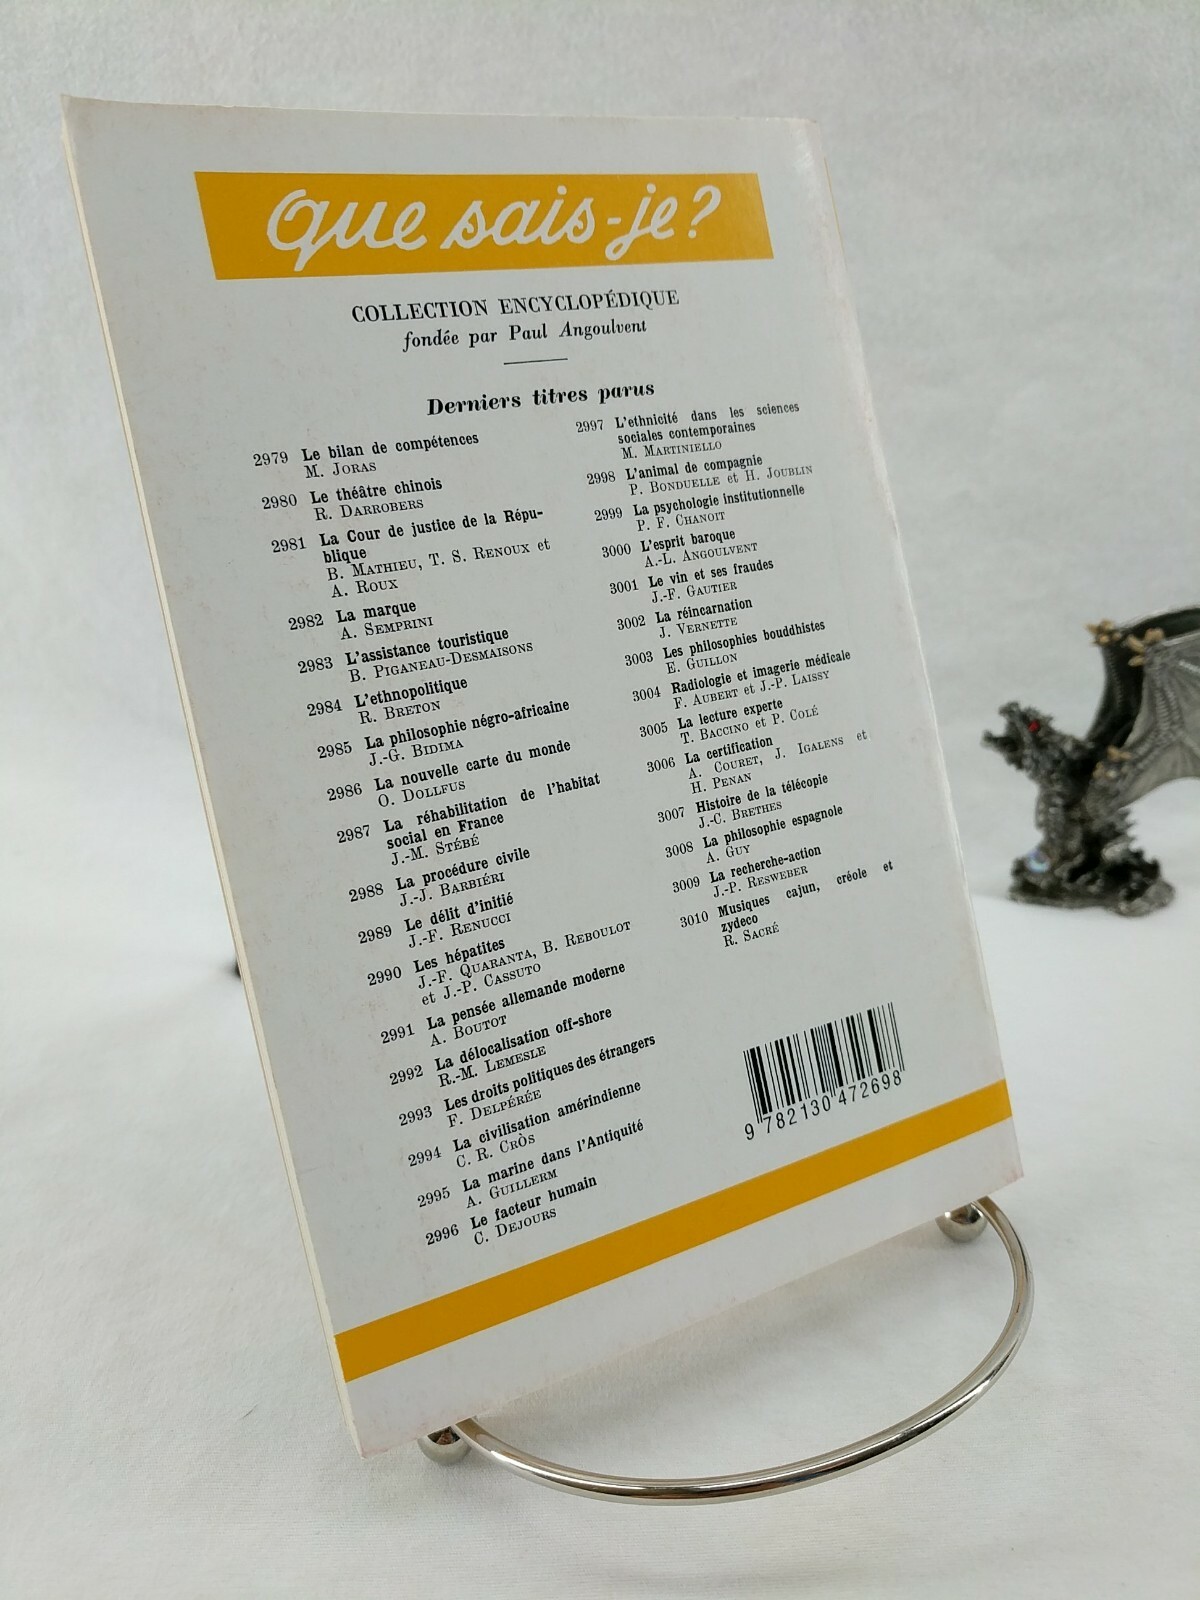 Que sais-je?
COLLECTION ENCYCLOPÉDIQUE
fondée par Paul Angoulvent
Derniers titres parus
2979 Le bilan de compétences
M. JORAS
2980 Le théâtre chinois
R. DARROBERS
2981 La Cour de justice de la Répu-
blique
B. MATHIEU, T. S. RENOUX et
A. ROUX
2982 La marque
A. SEMPRINI
2983 L'assistance touristique
B. PIGANEAU-DESMAISONS
2984 L'ethnopolitique
R. BRETON
2985 La philosophie négro-africaine
J.-G. BIDIMA
2986 La nouvelle carte du monde
O. DOLLFUS
2987 La réhabilitation de l'habitat
social en France
J.-M. STÉBÉ
2988 La procédure civile
J.-J. BARBIÉRI
2989 Le délit d'initié
J.-F. RENUCCI
2990 Les hépatites
J.-F. QUARANTA, B. REBOULOT
et J.-P. CASSUTO
2991 La pensée allemande moderne
A. BOUTOT
2992 La délocalisation off-shore
R.-M. LEMESLE
2993 Les droits politiques des étrangers
F. DELPÉRÉE
2994 La civilisation amérindienne
C. R. CRÒS
2995 La marine dans l'Antiquité
A. GUILLERM
2996 Le facteur humain
C. DEJOURS
2997 L'ethnicité dans les sciences
sociales contemporaines
M. MARTINIELLO
2998 L'animal de compagnie
P. BONDUELLE et H. JOUBLIN
2999 La psychologie institutionnelle
P. F. CHANOIT
3000 L'esprit baroque
A.-L. ANGOULVENT
3001 Le vin et ses fraudes
J.-F. GAUTIER
3002 La réincarnation
J. VERNETTE
3003 Les philosophies bouddhistes
E. GUILLON
3004 Radiologie et imagerie médicale
F. AUBERT et J.-P. LAISSY
3005 La lecture experte
T. BACCINO et P. COLÉ
3006 La certification
A. COURET, J. IGALENS et
H. PENAN
3007 Histoire de la télécopie
J.-C. BRETHES
3008 La philosophie espagnole
A. GUY
3009 La recherche-action
J.-P. RESWEBER
3010 Musiques cajun, créole et
zydeco
R. SACRÉ
9 782130 472698